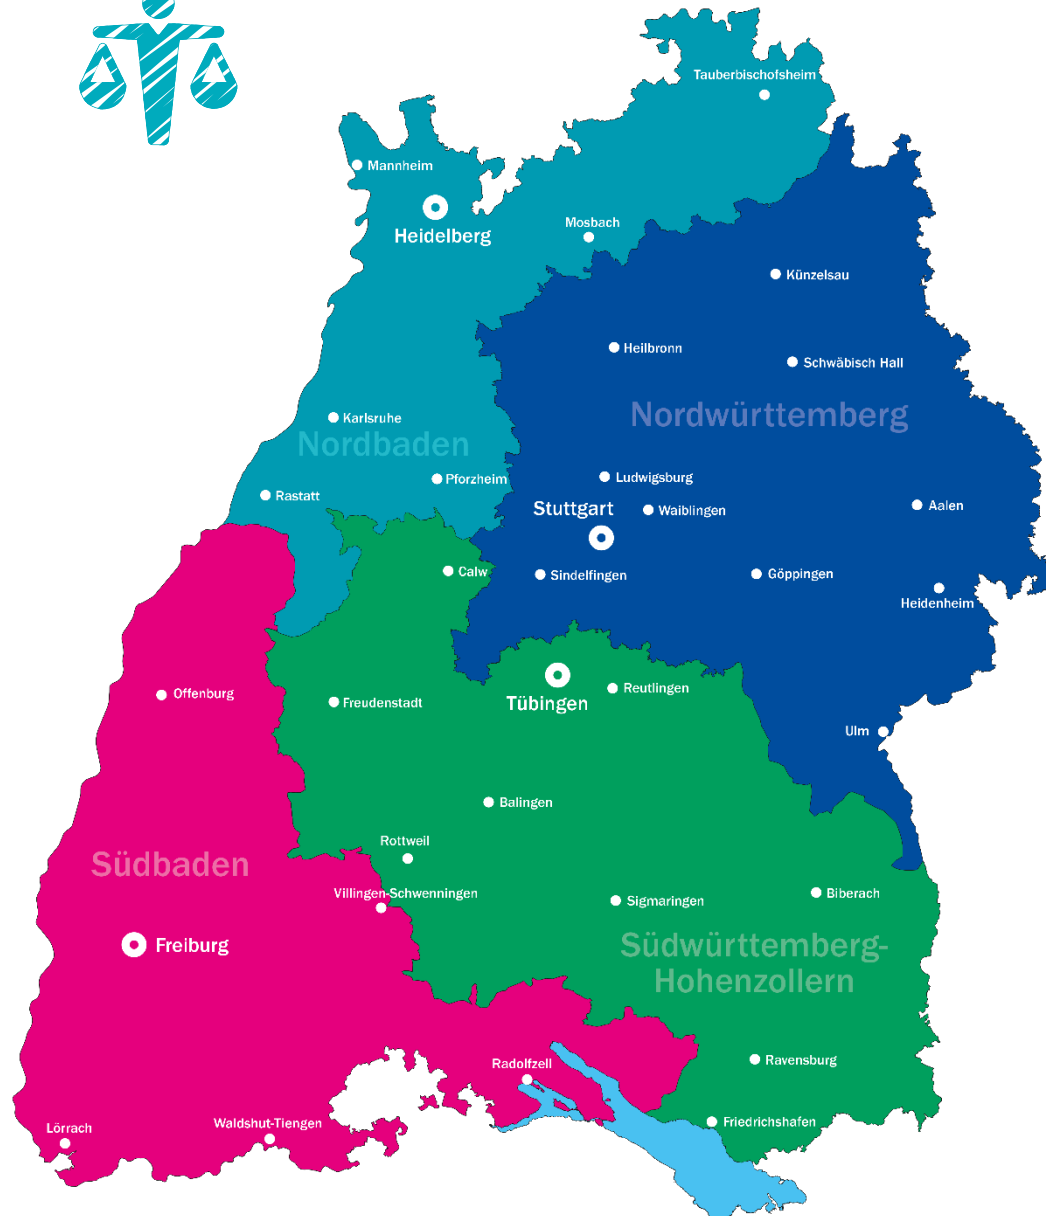 Tauberbischofsheim
Mannheim
Heidelberg
Mosbach
Künzelsau
Heilbronn
Schwäbisch Hall
Nordwürttemberg
Karlsruhe
Nordbaden
Pforzheim
Ludwigsburg
Rastatt
Stuttgart
Waiblingen
Aalen
Calw
Sindelfingen
Göppingen
Heidenheim
Offenburg
Freudenstadt
Tübingen
Reutlingen
Ulm
Balingen
Rottweil
Südbaden
Villingen-Schwenningen
Sigmaringen
Biberach
Freiburg
Südwürttemberg-
Hohenzollern
Radolfzell
Ravensburg
Lörrach
Waldshut-Tiengen
Friedrichshafen